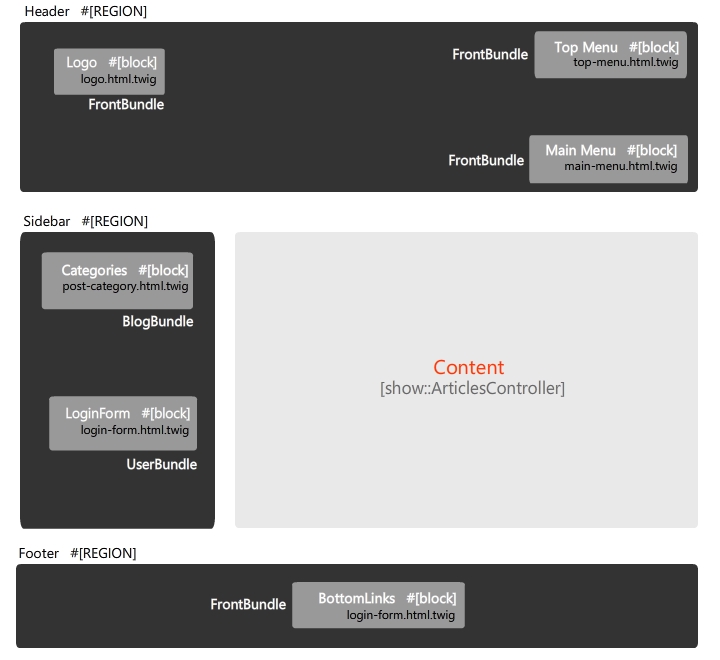 Header #[REGION]
Logo #[block]
logo.html.twig
FrontBundle
FrontBundle
Top Menu #[block]
top-menu.html.twig
FrontBundle
Main Menu #[block]
main-menu.html.twig
Sidebar #[REGION]
Categories #[block]
post-category.html.twig
BlogBundle
LoginForm #[block]
login-form.html.twig
UserBundle
Content
[show::ArticlesController]
Footer #[REGION]
FrontBundle
BottomLinks #[block]
login-form.html.twig